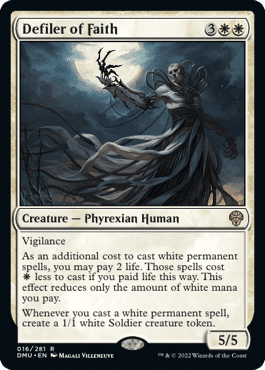 Defiler of Faith 3
Creature — Phyrexian Human
Vigilance
As an additional cost to cast white permanent
spells, you may pay 2 life. Those spells cost
less to cast if you paid life this way. This
effect reduces only the amount of white mana
you pay.
Whenever you cast a white permanent spell,
create a 1/1 white Soldier creature token.
5/5
016/281 R
DMU • EN MAGALI VILLENEUVE
™ & © 2022 Wizards of the Coast